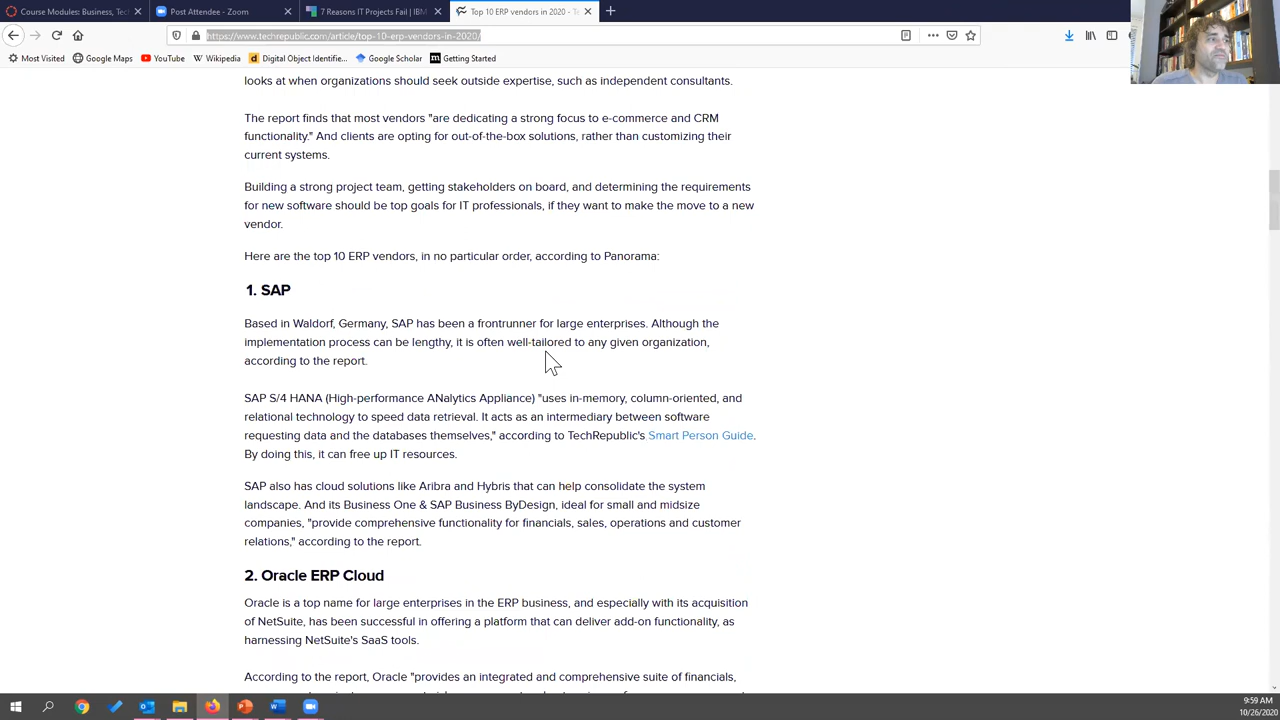 Course Modules: Business, Tec
Post Attendee - Zoom
7 Reasons IT Projects Fail | IBM
Top 10 ERP vendors in 2020 - T
https://www.techrepublic.com/article/top-10-erp-vendors-in-2020/
Most Visited
Google Maps
YouTube
Wikipedia
Digital Object Identifie...
Google Scholar
Getting Started
looks at when organizations should seek outside expertise, such as independent consultants.
The report finds that most vendors "are dedicating a strong focus to e-commerce and CRM
functionality." And clients are opting for out-of-the-box solutions, rather than customizing their
current systems.
Building a strong project team, getting stakeholders on board, and determining the requirements
for new software should be top goals for IT professionals, if they want to make the move to a new
vendor.
Here are the top 10 ERP vendors, in no particular order, according to Panorama:
1. SAP
Based in Waldorf, Germany, SAP has been a frontrunner for large enterprises. Although the
implementation process can be lengthy, it is often well-tailored to any given organization,
according to the report.
SAP S/4 HANA (High-performance ANalytics Appliance) "uses in-memory, column-oriented, and
relational technology to speed data retrieval. It acts as an intermediary between software
requesting data and the databases themselves," according to TechRepublic's Smart Person Guide.
By doing this, it can free up IT resources.
SAP also has cloud solutions like Aribra and Hybris that can help consolidate the system
landscape. And its Business One & SAP Business ByDesign, ideal for small and midsize
companies, "provide comprehensive functionality for financials, sales, operations and customer
relations," according to the report.
2. Oracle ERP Cloud
Oracle is a top name for large enterprises in the ERP business, and especially with its acquisition
of NetSuite, has been successful in offering a platform that can deliver add-on functionality, as
harnessing NetSuite's SaaS tools.
According to the report, Oracle "provides an integrated and comprehensive suite of financials,
9:59 AM
10/26/2020